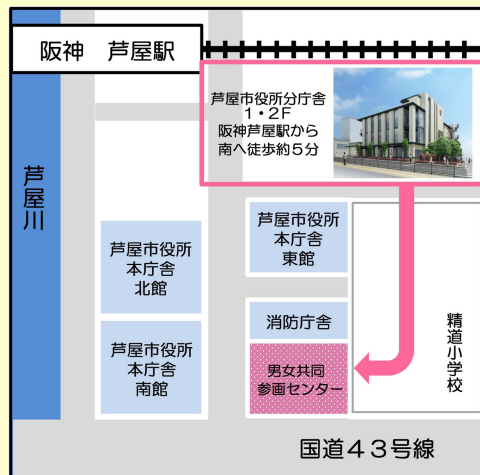 阪神　芦屋駅
芦屋市役所分庁舎
１・２F
阪神芦屋駅から
南へ徒歩約５分
芦屋川
芦屋市役所
本庁舎
東館
芦屋市役所
本庁舎
北館
消防庁舎
精道小学校
芦屋市役所
本庁舎
南館
男女共同
参画センター
国道４３号線